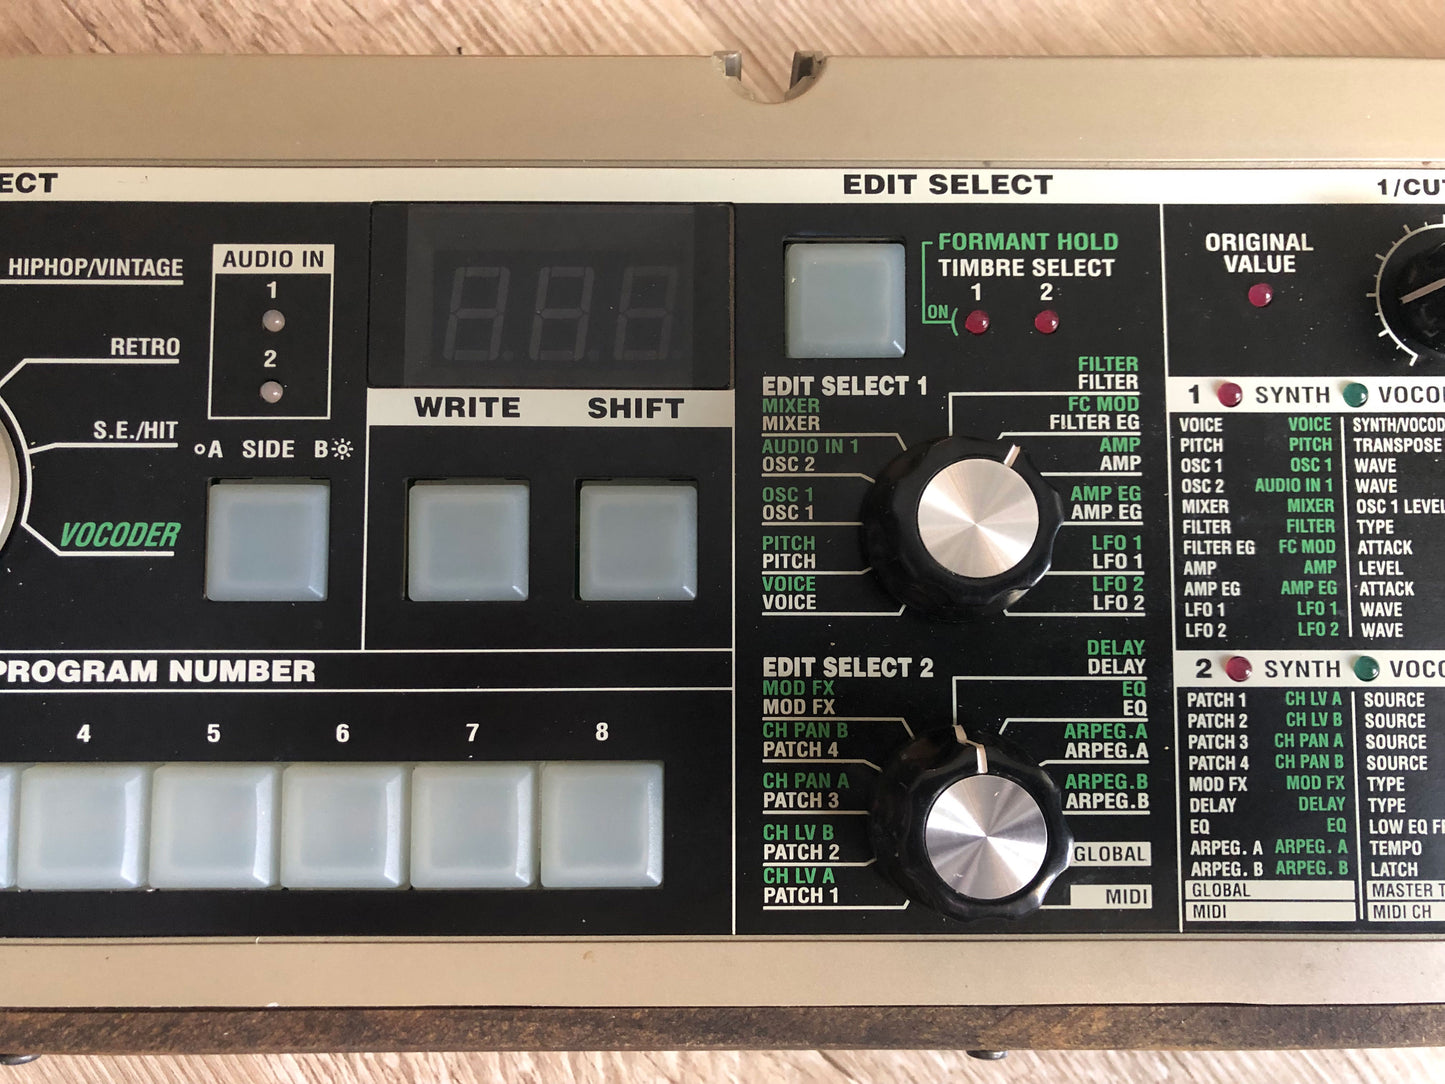 ECT
EDIT SELECT
1/CUT
HIPHOP/VINTAGE
RETRO
S.E./HIT
VOCODER
AUDIO IN
1
2
A SIDE B
WRITE SHIFT
PROGRAM NUMBER
4 5 6 7 8
FORMANT HOLD
TIMBRE SELECT
1 2
ON
ORIGINAL
VALUE
EDIT SELECT 1
MIXER
MIXER
AUDIO IN 1
OSC 2
OSC 1
OSC 1
PITCH
PITCH
VOICE
VOICE
FILTER
FILTER
FC MOD
FILTER EG
AMP
AMP
AMP EG
AMP EG
LFO 1
LFO 1
LFO 2
LFO 2
EDIT SELECT 2
MOD FX
MOD FX
CH PAN B
PATCH 4
CH PAN A
PATCH 3
CH LV B
PATCH 2
CH LV A
PATCH 1
DELAY
DELAY
EQ
EQ
ARPEG.A
ARPEG.A
ARPEG.B
ARPEG.B
GLOBAL
MIDI
1 SYNTH VOCOD
VOICE VOICE SYNTH/VOCOD
PITCH PITCH TRANSPOSE
OSC 1 OSC 1 WAVE
OSC 2 AUDIO IN 1 WAVE
MIXER MIXER OSC 1 LEVEL
FILTER FILTER TYPE
FILTER EG FC MOD ATTACK
AMP AMP LEVEL
AMP EG AMP EG ATTACK
LFO 1 LFO 1 WAVE
LFO 2 LFO 2 WAVE
2 SYNTH VOCO
PATCH 1 CH LV A SOURCE
PATCH 2 CH LV B SOURCE
PATCH 3 CH PAN A SOURCE
PATCH 4 CH PAN B SOURCE
MOD FX MOD FX TYPE
DELAY DELAY TYPE
EQ EQ LOW EQ FR
ARPEG. A ARPEG. A TEMPO
ARPEG. B ARPEG. B LATCH
GLOBAL MASTER T
MIDI MIDI CH